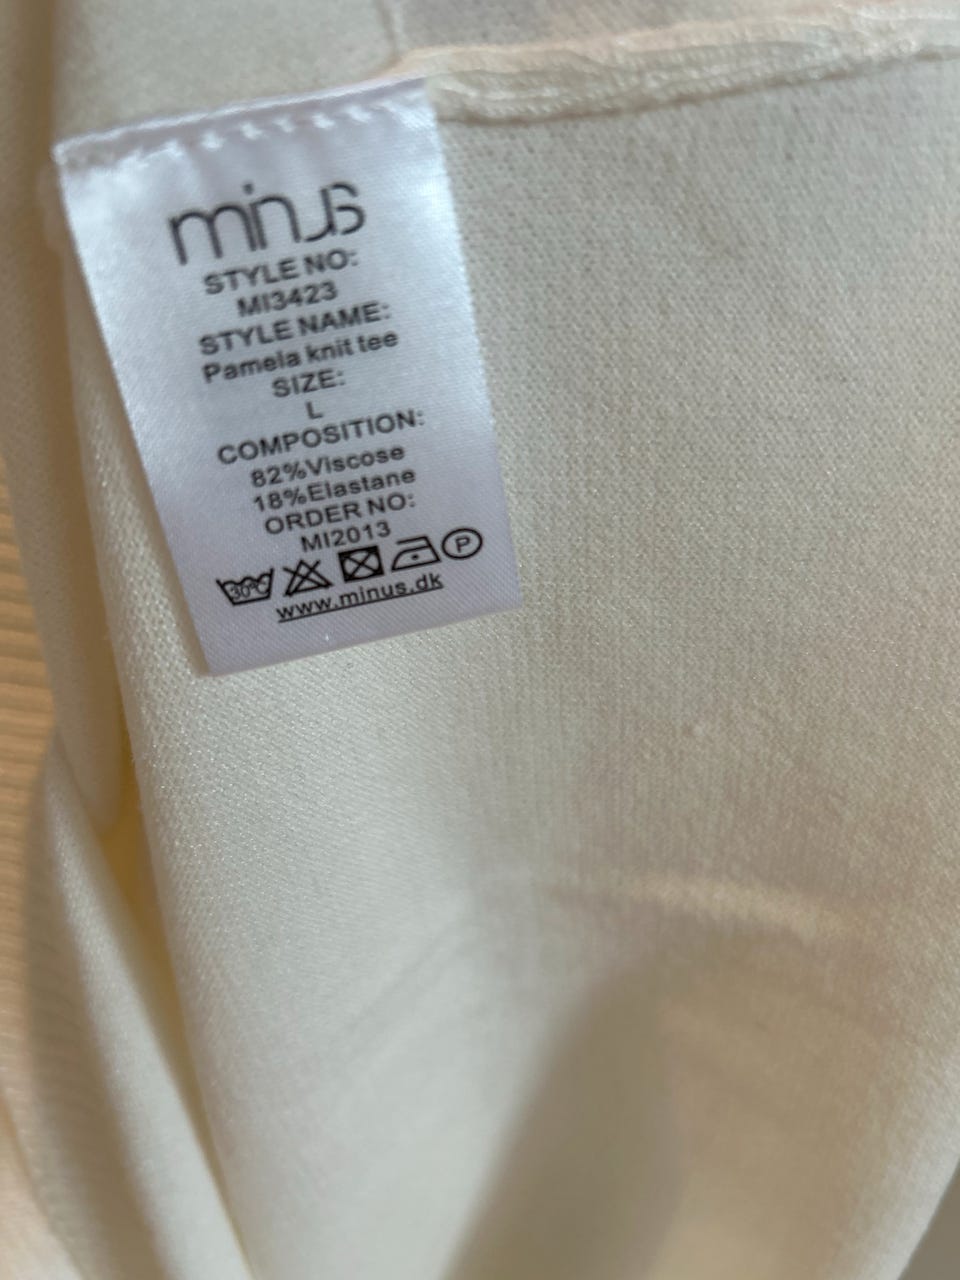 minus
STYLE NO:
MI3423
STYLE NAME:
Pamela knit tee
SIZE:
L
COMPOSITION:
82%Viscose
18%Elastane
ORDER NO:
MI2013
30°C P
www.minus.dk